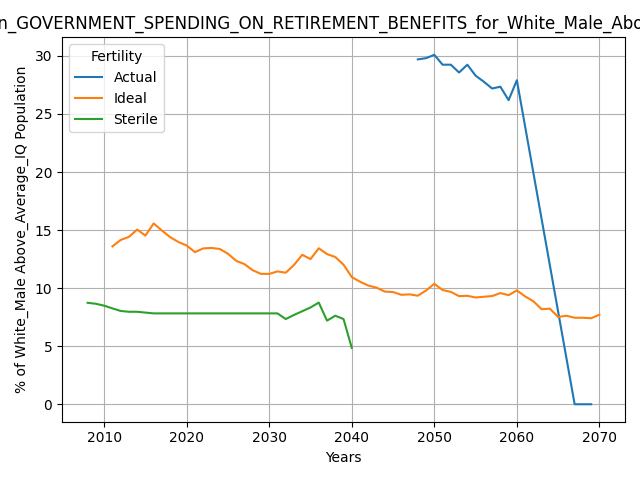 n_GOVERNMENT_SPENDING_ON_RETIREMENT_BENEFITS_for_White_Male_Abo
Fertility
Actual
Ideal
Sterile
% of White_Male Above_Average_IQ Population
30
25
20
15
10
5
0
2010 2020 2030 2040 2050 2060 2070
Years